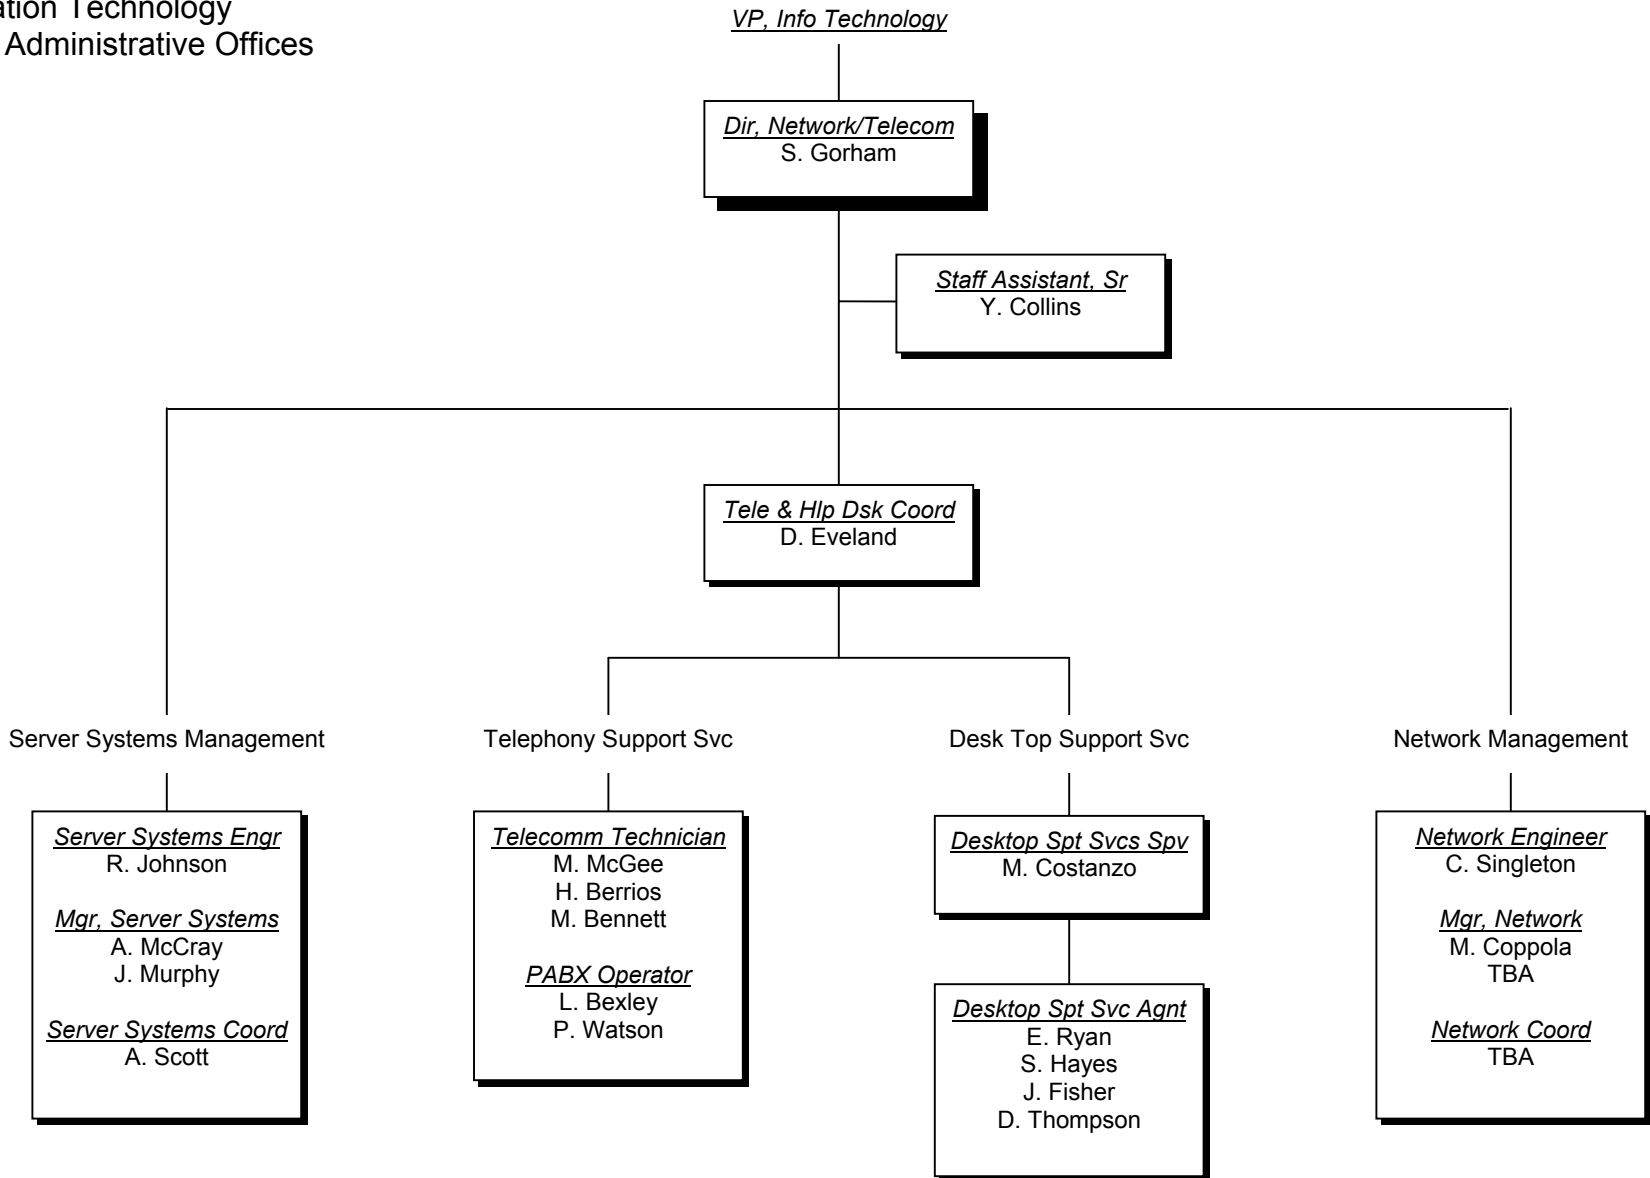 Technology
Administrative Offices
VP, Info Technology
Dir, Network/Telecom
S. Gorham
Staff Assistant, Sr
Y. Collins
Tele & Hlp Dsk Coord
D. Eveland
Server Systems Management
Telephony Support Svc
Desk Top Support Svc
Network Management
Server Systems Engr
R. Johnson
Mgr, Server Systems
A. McCray
J. Murphy
Server Systems Coord
A. Scott
Telecomm Technician
M. McGee
H. Berrios
M. Bennett
PABX Operator
L. Bexley
P. Watson
Desktop Spt Svcs Spv
M. Costanzo
Desktop Spt Svc Agnt
E. Ryan
S. Hayes
J. Fisher
D. Thompson
Network Engineer
C. Singleton
Mgr, Network
M. Coppola
TBA
Network Coord
TBA